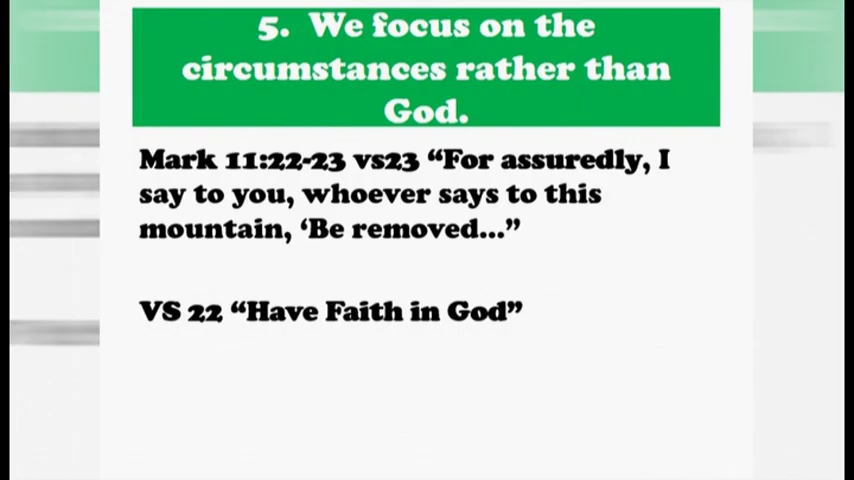 5. We focus on the
circumstances rather than
God.
Mark 11:22-23 vs23 “For assuredly, I
say to you, whoever says to this
mountain, ‘Be removed...”
VS 22 “Have Faith in God”